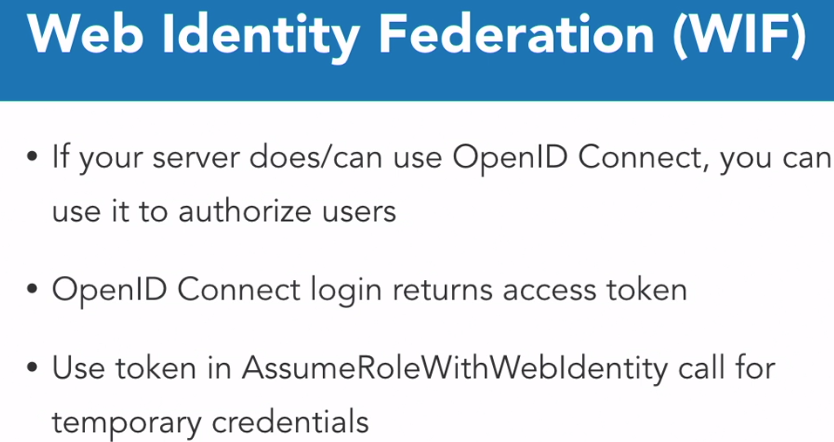 Web Identity Federation (WIF)
• If your server does/can use OpenID Connect, you can
use it to authorize users
• OpenID Connect login returns access token
• Use token in AssumeRoleWithWebIdentity call for
temporary credentials